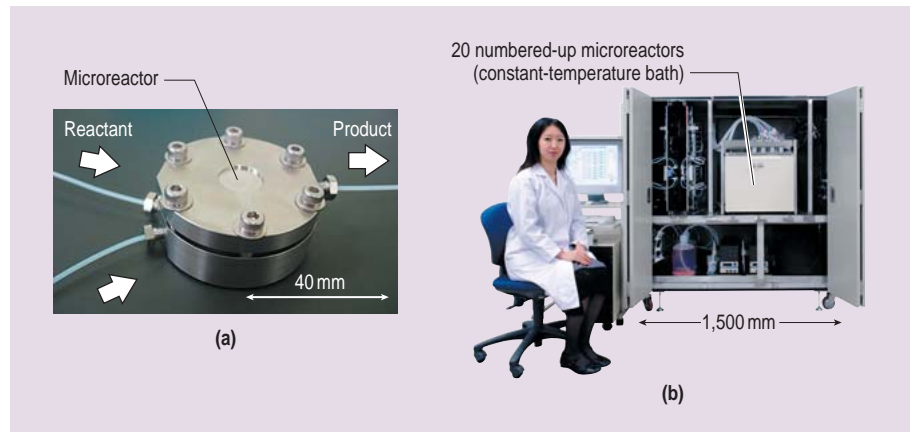 Microreactor
Reactant
Product
40 mm
(a)
20 numbered-up microreactors
(constant-temperature bath)
1,500 mm
(b)